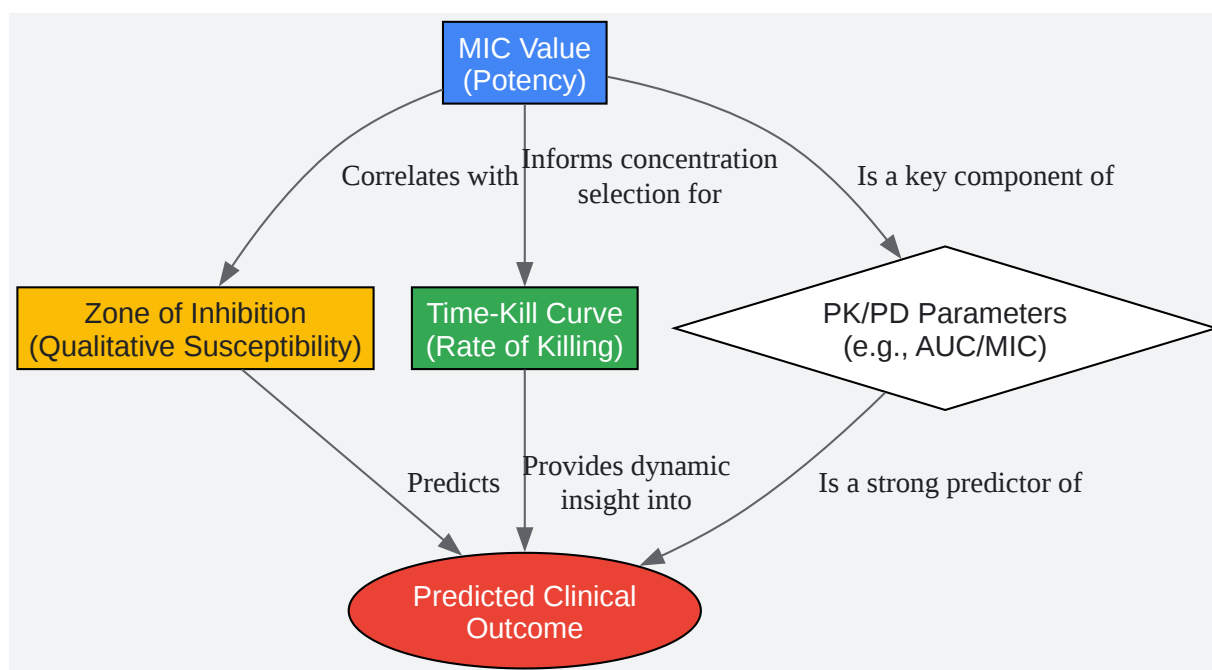 MIC Value
(Potency)
Correlates with
Informs concentration
selection for
Is a key component of
Zone of Inhibition
(Qualitative Susceptibility)
Time-Kill Curve
(Rate of Killing)
PK/PD Parameters
(e.g., AUC/MIC)
Predicts
Provides dynamic
insight into
Is a strong predictor of
Predicted Clinical
Outcome